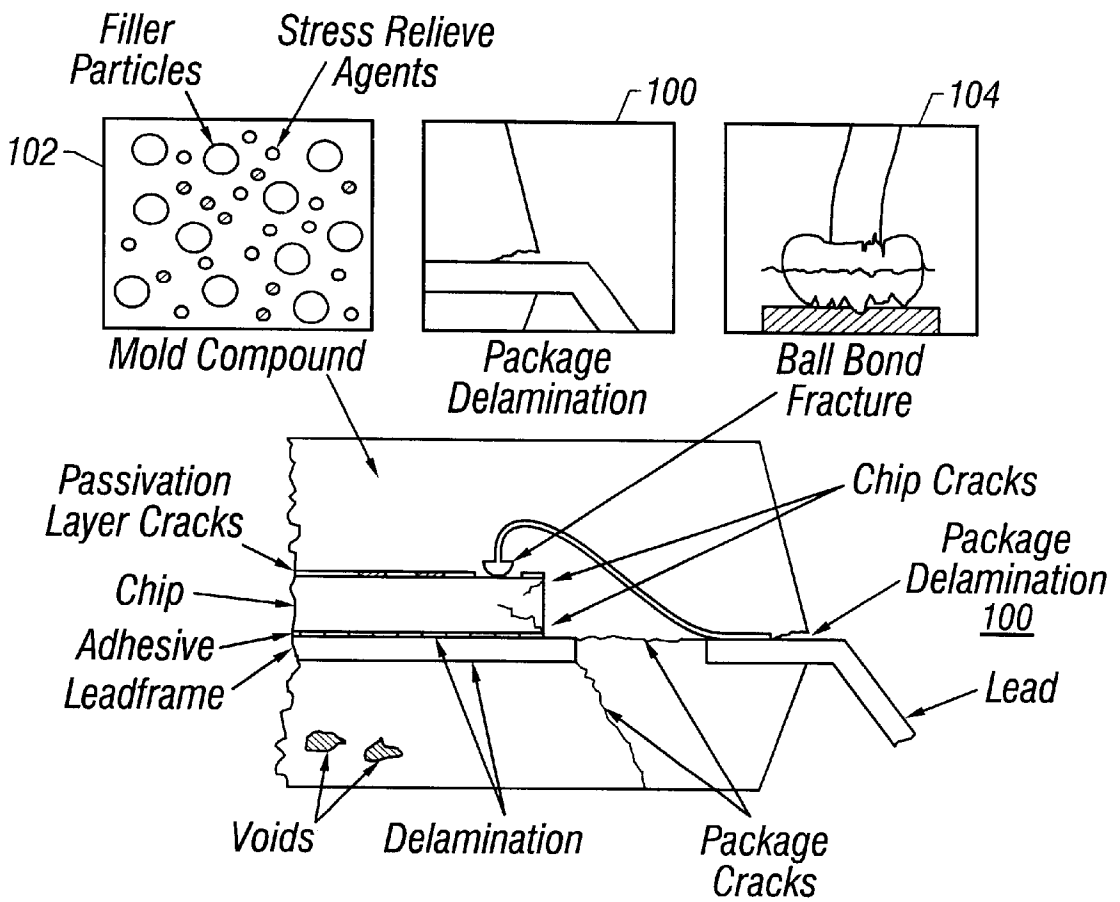 Filler
Particles
Stress Relieve
Agents
102
100
104
Mold Compound
Package
Delamination
Ball Bond
Fracture
Passivation
Layer Cracks
Chip
Adhesive
Leadframe
Chip Cracks
Package
Delamination
100
Lead
Voids
Delamination
Package
Cracks